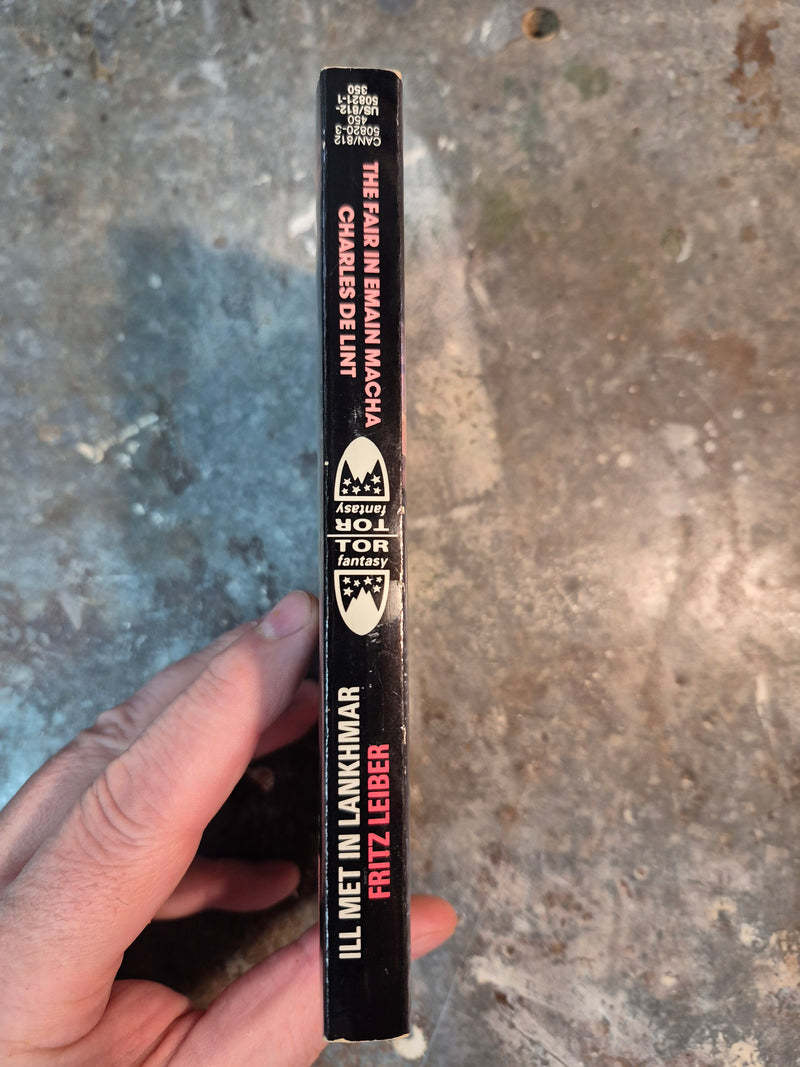 CAN/812
50820-3
450
US/812-
50821-1
350
THE FAIR IN EMAIN MACHA
CHARLES DE LINT
fantasy
TOR
TOR
fantasy
ILL MET IN LANKHMAR
FRITZ LEIBER